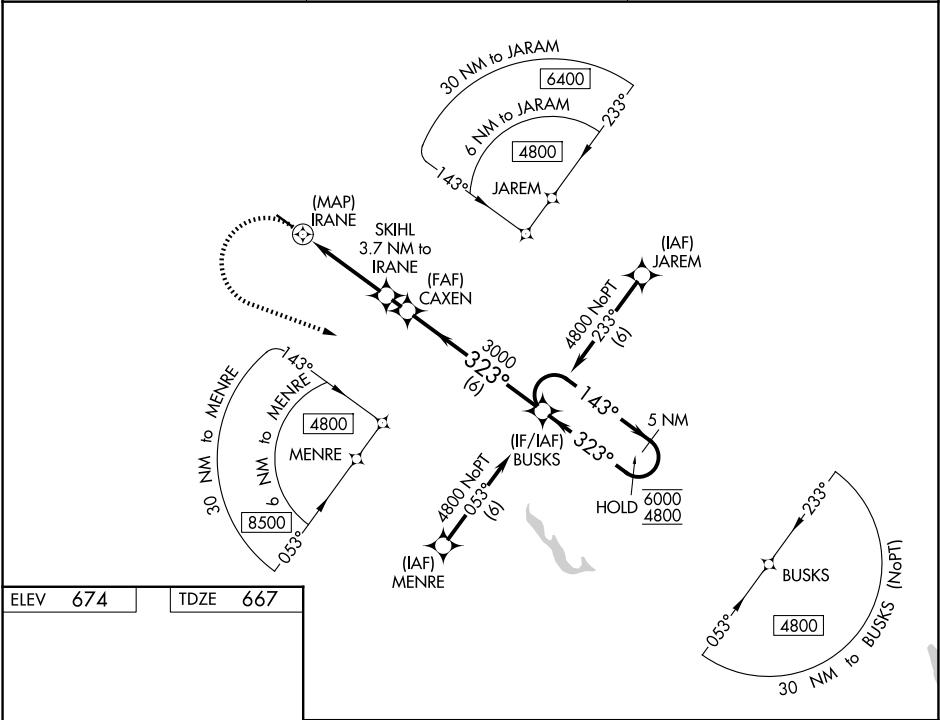 30 NM to JARAM
6400
6 NM to JARAM
4800
233°
143°
JAREM
(MAP)
IRANE
SKIHL
3.7 NM to
IRANE
(FAF)
CAXEN
(IAF)
JAREM
4800 NoPT
233°
(6)
3000
323°
(6)
143°
5 NM
323°
(IF/IAF)
BUSKS
HOLD
6000
4800
4800 NoPT
053°
(6)
(IAF)
MENRE
30 NM to MENRE
143°
6 NM to MENRE
4800
MENRE
8500
053°
233°
BUSKS
053°
4800
30 NM to BUSKS (NoPT)
ELEV 674
TDZE 667